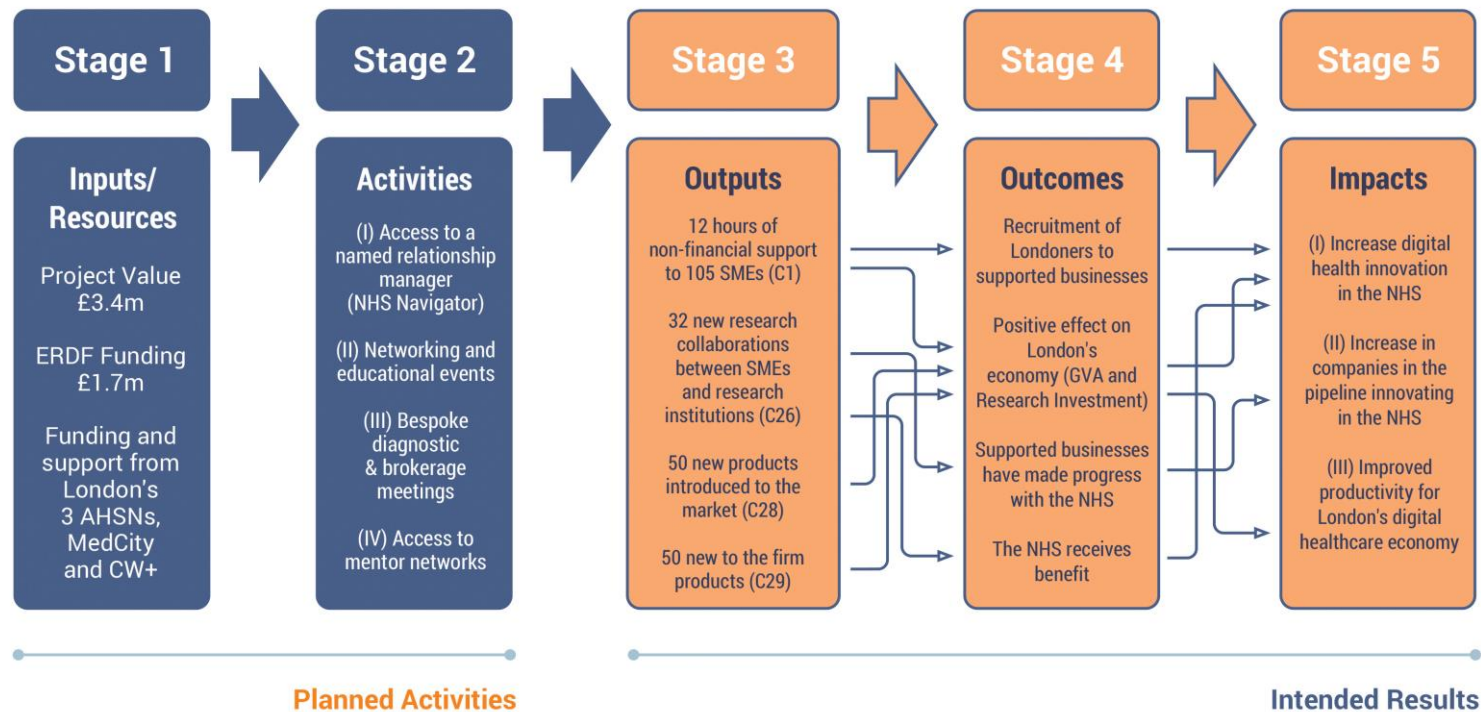 Stage 1
Stage 2
Stage 3
Stage 4
Stage 5
Inputs/
Resources
Project Value
£3.4m
ERDF Funding
£1.7m
Funding and
support from
London's
3 AHSNs,
MedCity
and CW+
Activities
(I) Access to a
named relationship
manager
(NHS Navigator)
(II) Networking and
educational events
(III) Bespoke
diagnostic
& brokerage
meetings
(IV) Access to
mentor networks
Outputs
12 hours of
non-financial support
to 105 SMEs (C1)
32 new research
collaborations
between SMEs
and research
institutions (C26)
50 new products
introduced to the
market (C28)
50 new to the firm
products (C29)
Outcomes
Recruitment of
Londoners to
supported businesses
Positive effect on
London's
economy (GVA and
Research Investment)
Supported businesses
have made progress
with the NHS
The NHS receives
benefit
Impacts
(I) Increase digital
health innovation
in the NHS
(II) Increase in
companies in the
pipeline innovating
in the NHS
(III) Improved
productivity for
London's digital
healthcare economy
Planned Activities
Intended Results